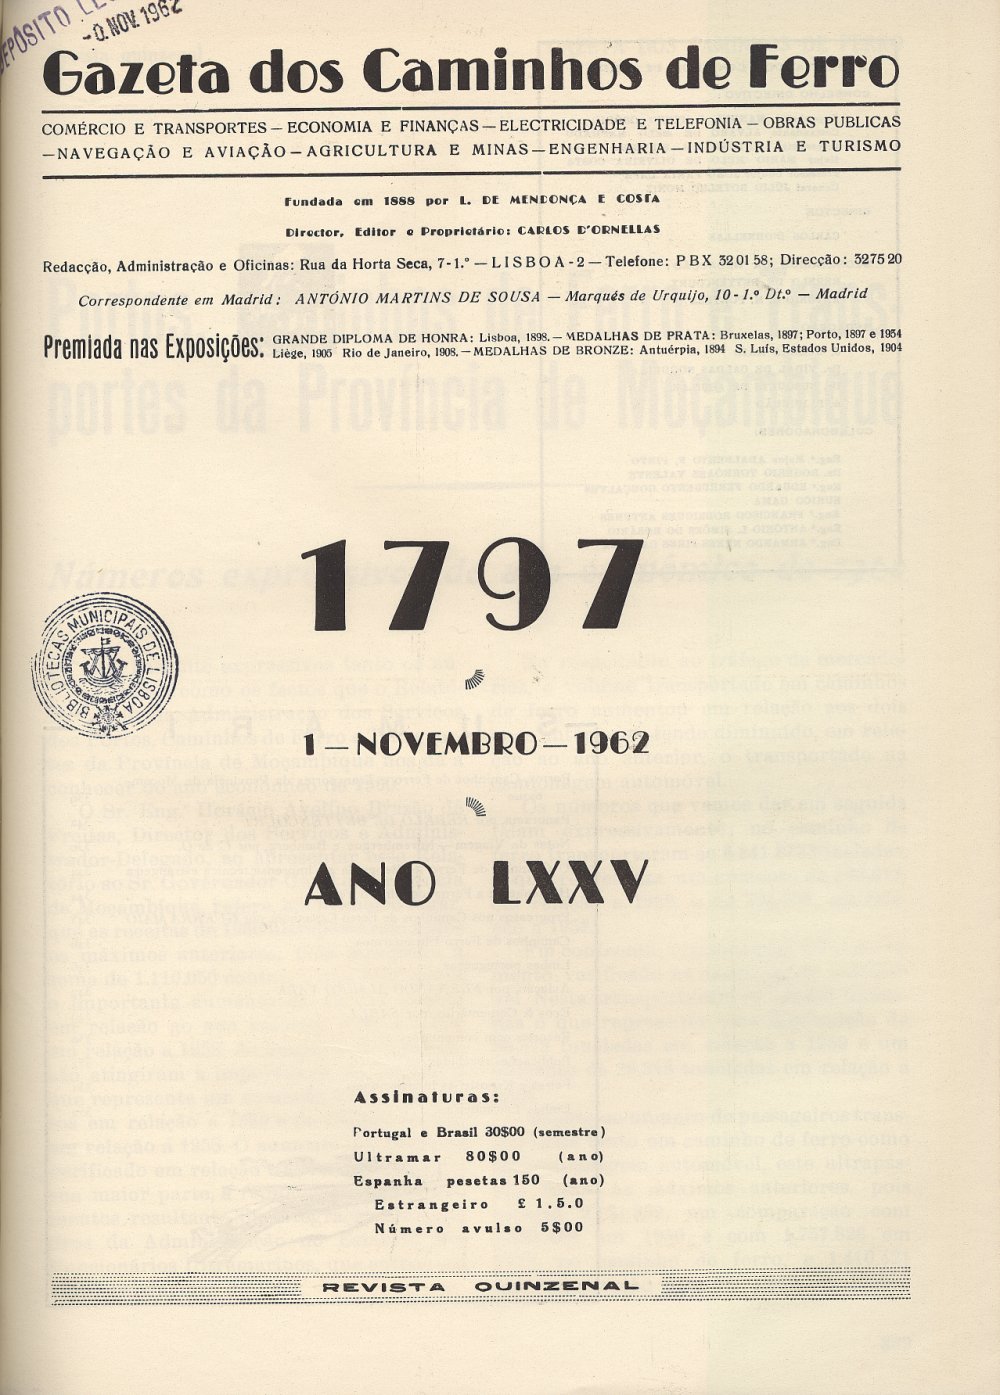 DEPÓSITO LE
-0.NOV.1962
Gazeta dos Caminhos de Ferro
COMÉRCIO E TRANSPORTES — ECONOMIA E FINANÇAS — ELECTRICIDADE E TELEFONIA — OBRAS PUBLICAS
— NAVEGAÇÃO E AVIAÇÃO — AGRICULTURA E MINAS — ENGENHARIA — INDÚSTRIA E TURISMO
Fundada em 1888 por L. DE MENDONÇA E COSTA
Director, Editor e Proprietário: CARLOS D'ORNELLAS
Redacção, Administração e Oficinas: Rua da Horta Seca, 7-1.º — LISBOA-2 — Telefone: PBX 320158; Direcção: 327520
Correspondente em Madrid: ANTÓNIO MARTINS DE SOUSA — Marqués de Urquijo, 10-1.º Dt.º — Madrid
Premiada nas Exposições: GRANDE DIPLOMA DE HONRA: Lisboa, 1898. — MEDALHAS DE PRATA: Bruxelas, 1897; Porto, 1897 e 1934
Liège, 1905 Rio de Janeiro, 1908. — MEDALHAS DE BRONZE: Antuérpia, 1894 S. Luís, Estados Unidos, 1904
1797
BIBLIOTECAS MUNICIPAIS DE LISBOA
1 — NOVEMBRO — 1962
ANO LXXV
Assinaturas:
Portugal e Brasil 30$00 (semestre)
Ultramar 80$00 (ano)
Espanha pesetas 150 (ano)
Estrangeiro £ 1.5.0
Número avulso 5$00
REVISTA QUINZENAL